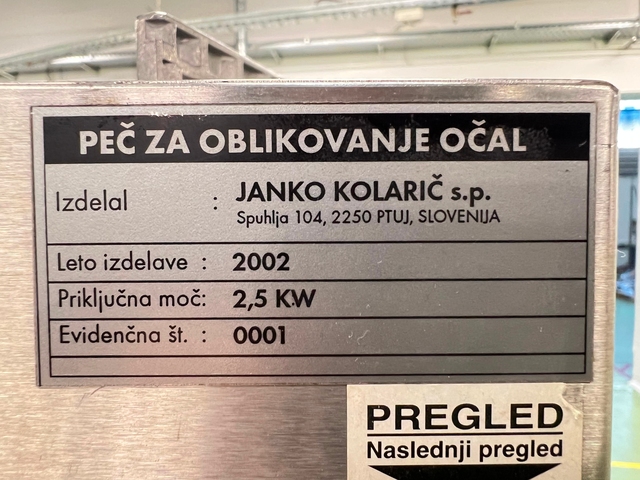 PEČ ZA OBLIKOVANJE OČAL
Izdelal : JANKO KOLARIČ s.p.
Spuhlja 104, 2250 PTUJ, SLOVENIJA
Leto izdelave : 2002
Priključna moč: 2,5 KW
Evidenčna št. : 0001
PREGLED
Naslednji pregled